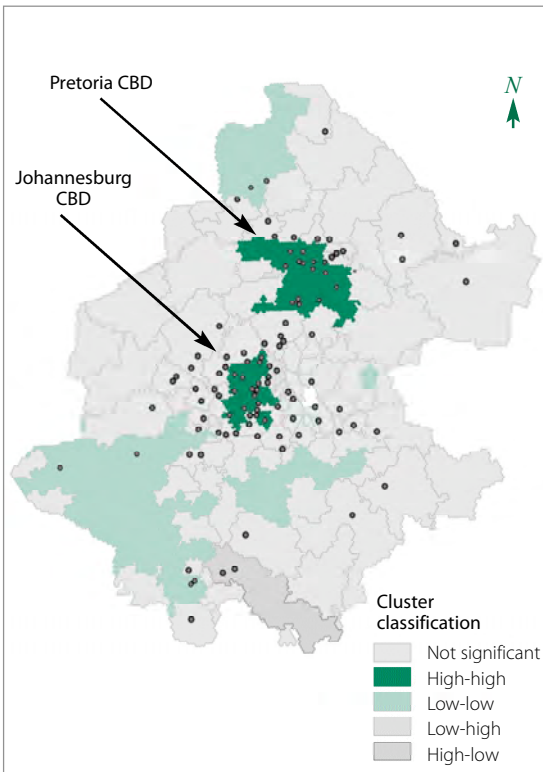 Pretoria CBD
N
Johannesburg
CBD
Cluster
classification
Not significant
High-high
Low-low
Low-high
High-low